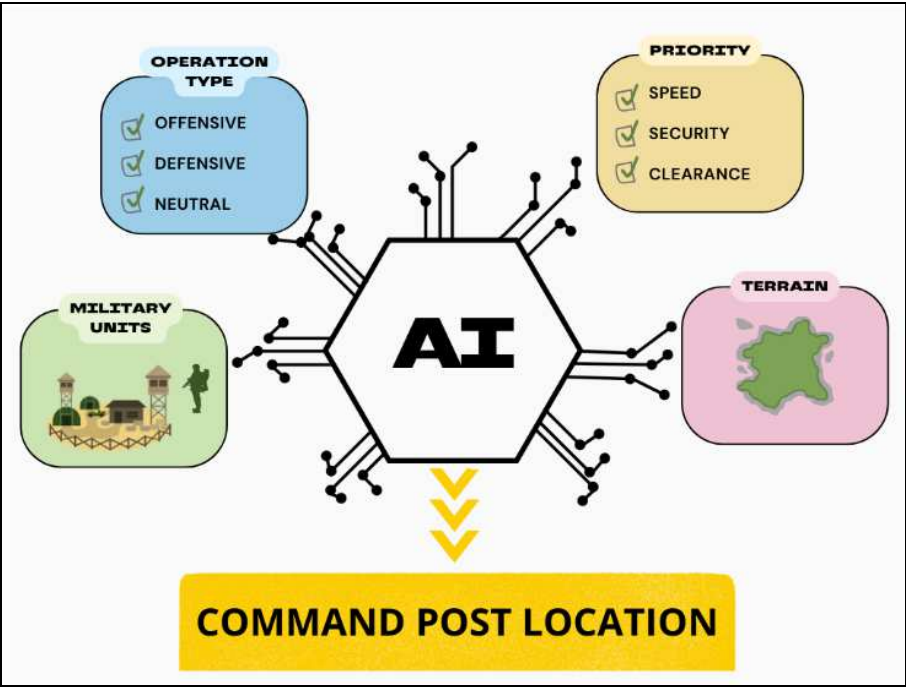 OPERATION
TYPE
OFFENSIVE
DEFENSIVE
NEUTRAL
PRIORITY
SPEED
SECURITY
CLEARANCE
MILITARY
UNITS
AI
TERRAIN
COMMAND POST LOCATION